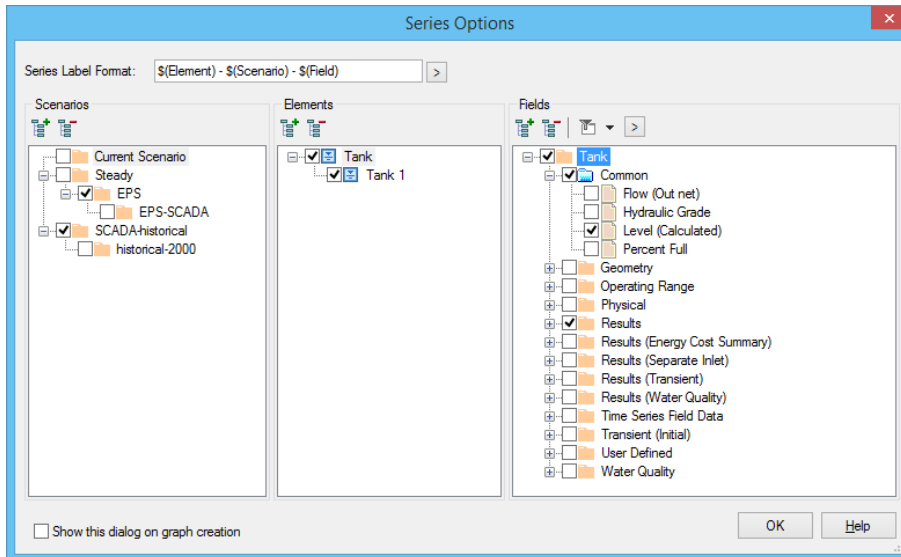 Series Options
Series Label Format: $(Element) - $(Scenario) - $(Field) >
Scenarios
Current Scenario
Steady
EPS
EPS-SCADA
SCADA-historical
historical-2000
Elements
Tank
Tank 1
Fields
>
Tank
Common
Flow (Out net)
Hydraulic Grade
Level (Calculated)
Percent Full
Geometry
Operating Range
Physical
Results
Results (Energy Cost Summary)
Results (Separate Inlet)
Results (Transient)
Results (Water Quality)
Time Series Field Data
Transient (Initial)
User Defined
Water Quality
Show this dialog on graph creation
OK Help